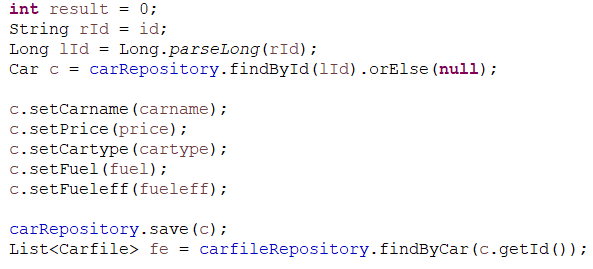 int result = 0;
String rId = id;
Long lId = Long.parseLong(rId);
Car c = carRepository.findById(lId).orElse(null);
c.setCarname(carname);
c.setPrice(price);
c.setCartype(cartype);
c.setFuel(fuel);
c.setFueleff(fueleff);
carRepository.save(c);
List<Carfile> fe = carfileRepository.findByCar(c.getId());